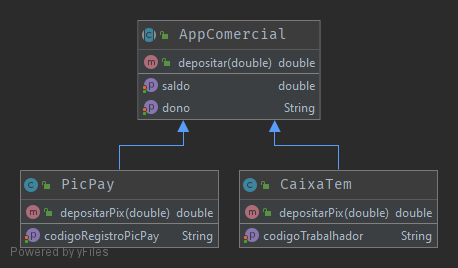 AppComercial
depositar(double) double
saldo double
dono String
PicPay
depositarPix(double) double
codigoRegistroPicPay String
CaixaTem
depositarPix(double) double
codigoTrabalhador String
Powered by yFiles